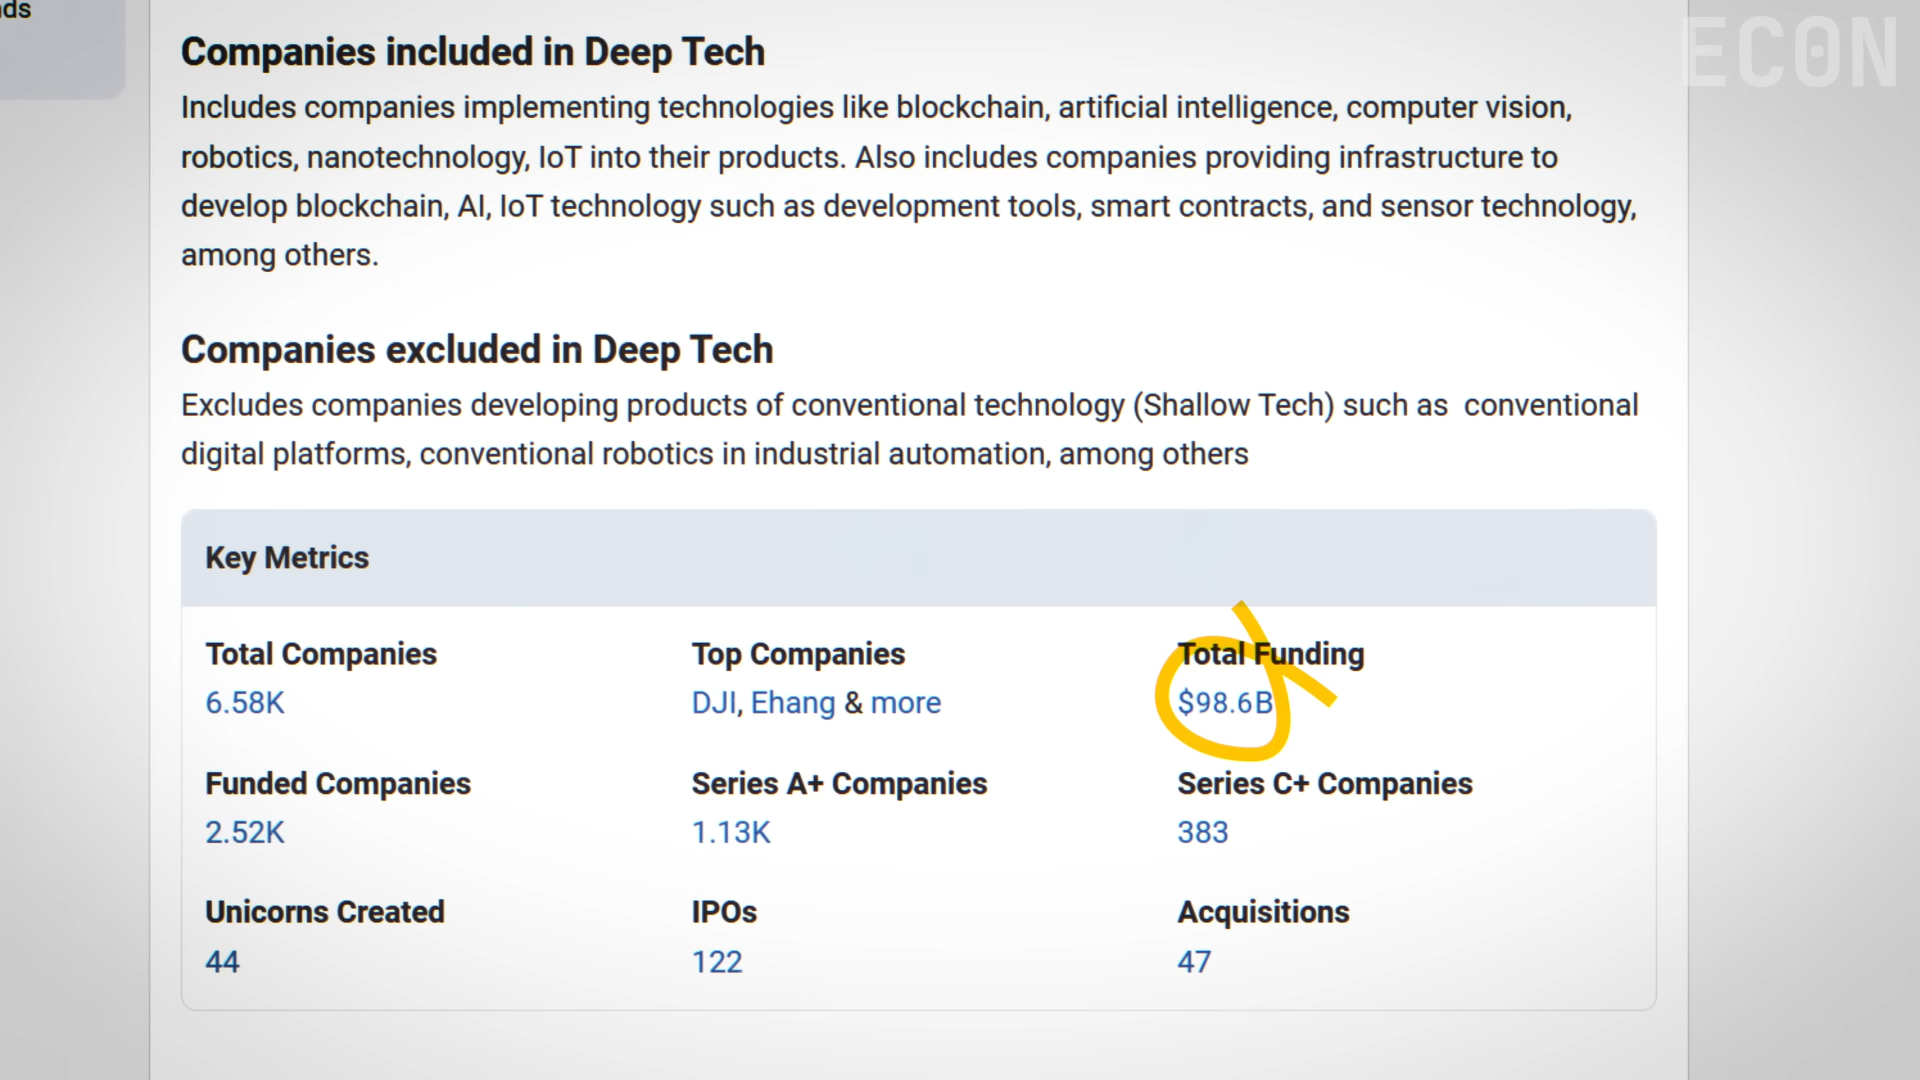 ds
ECON
Companies included in Deep Tech
Includes companies implementing technologies like blockchain, artificial intelligence, computer vision,
robotics, nanotechnology, IoT into their products. Also includes companies providing infrastructure to
develop blockchain, AI, IoT technology such as development tools, smart contracts, and sensor technology,
among others.
Companies excluded in Deep Tech
Excludes companies developing products of conventional technology (Shallow Tech) such as conventional
digital platforms, conventional robotics in industrial automation, among others
Key Metrics
Total Companies
6.58K
Top Companies
DJI, Ehang & more
Total Funding
$98.6B
Funded Companies
2.52K
Series A+ Companies
1.13K
Series C+ Companies
383
Unicorns Created
44
IPOs
122
Acquisitions
47